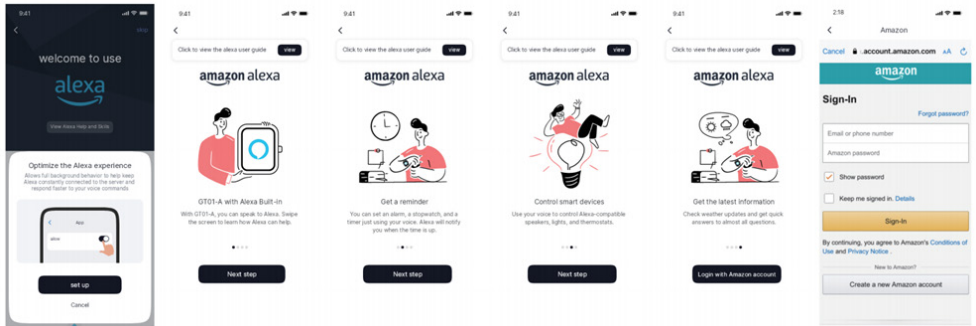 9:41
skip
welcome to use
alexa
View Alexa Help and Skills
Optimize the Alexa experience
Allows full background behavior to help keep
Alexa constantly connected to the server and
respond faster to your voice commands
App
alexa
set up
Cancel
9:41
Click to view the alexa user guide
view
amazon alexa
GT01-A with Alexa Built-in
With GT01-A, you can speak to Alexa. Swipe
the screen to learn how Alexa can help.
Next step
9:41
Click to view the alexa user guide
view
amazon alexa
Get a reminder
You can set an alarm, a stopwatch, and a
timer just using your voice. Alexa will notify
you when the time is up.
Next step
9:41
Click to view the alexa user guide
view
amazon alexa
Control smart devices
Use your voice to control Alexa-compatible
speakers, lights, and thermostats.
Next step
9:41
Click to view the alexa user guide
view
amazon alexa
Get the latest information
Check weather updates and get quick
answers to almost all questions.
Login with Amazon account
2:18
Amazon
Cancel
.account.amazon.com
AA
amazon
Sign-In
Forgot password?
Email or phone number
Amazon password
Show password
Keep me signed in. Details
Sign-In
By continuing, you agree to Amazon's Conditions of
Use and Privacy Notice.
New to Amazon?
Create a new Amazon account